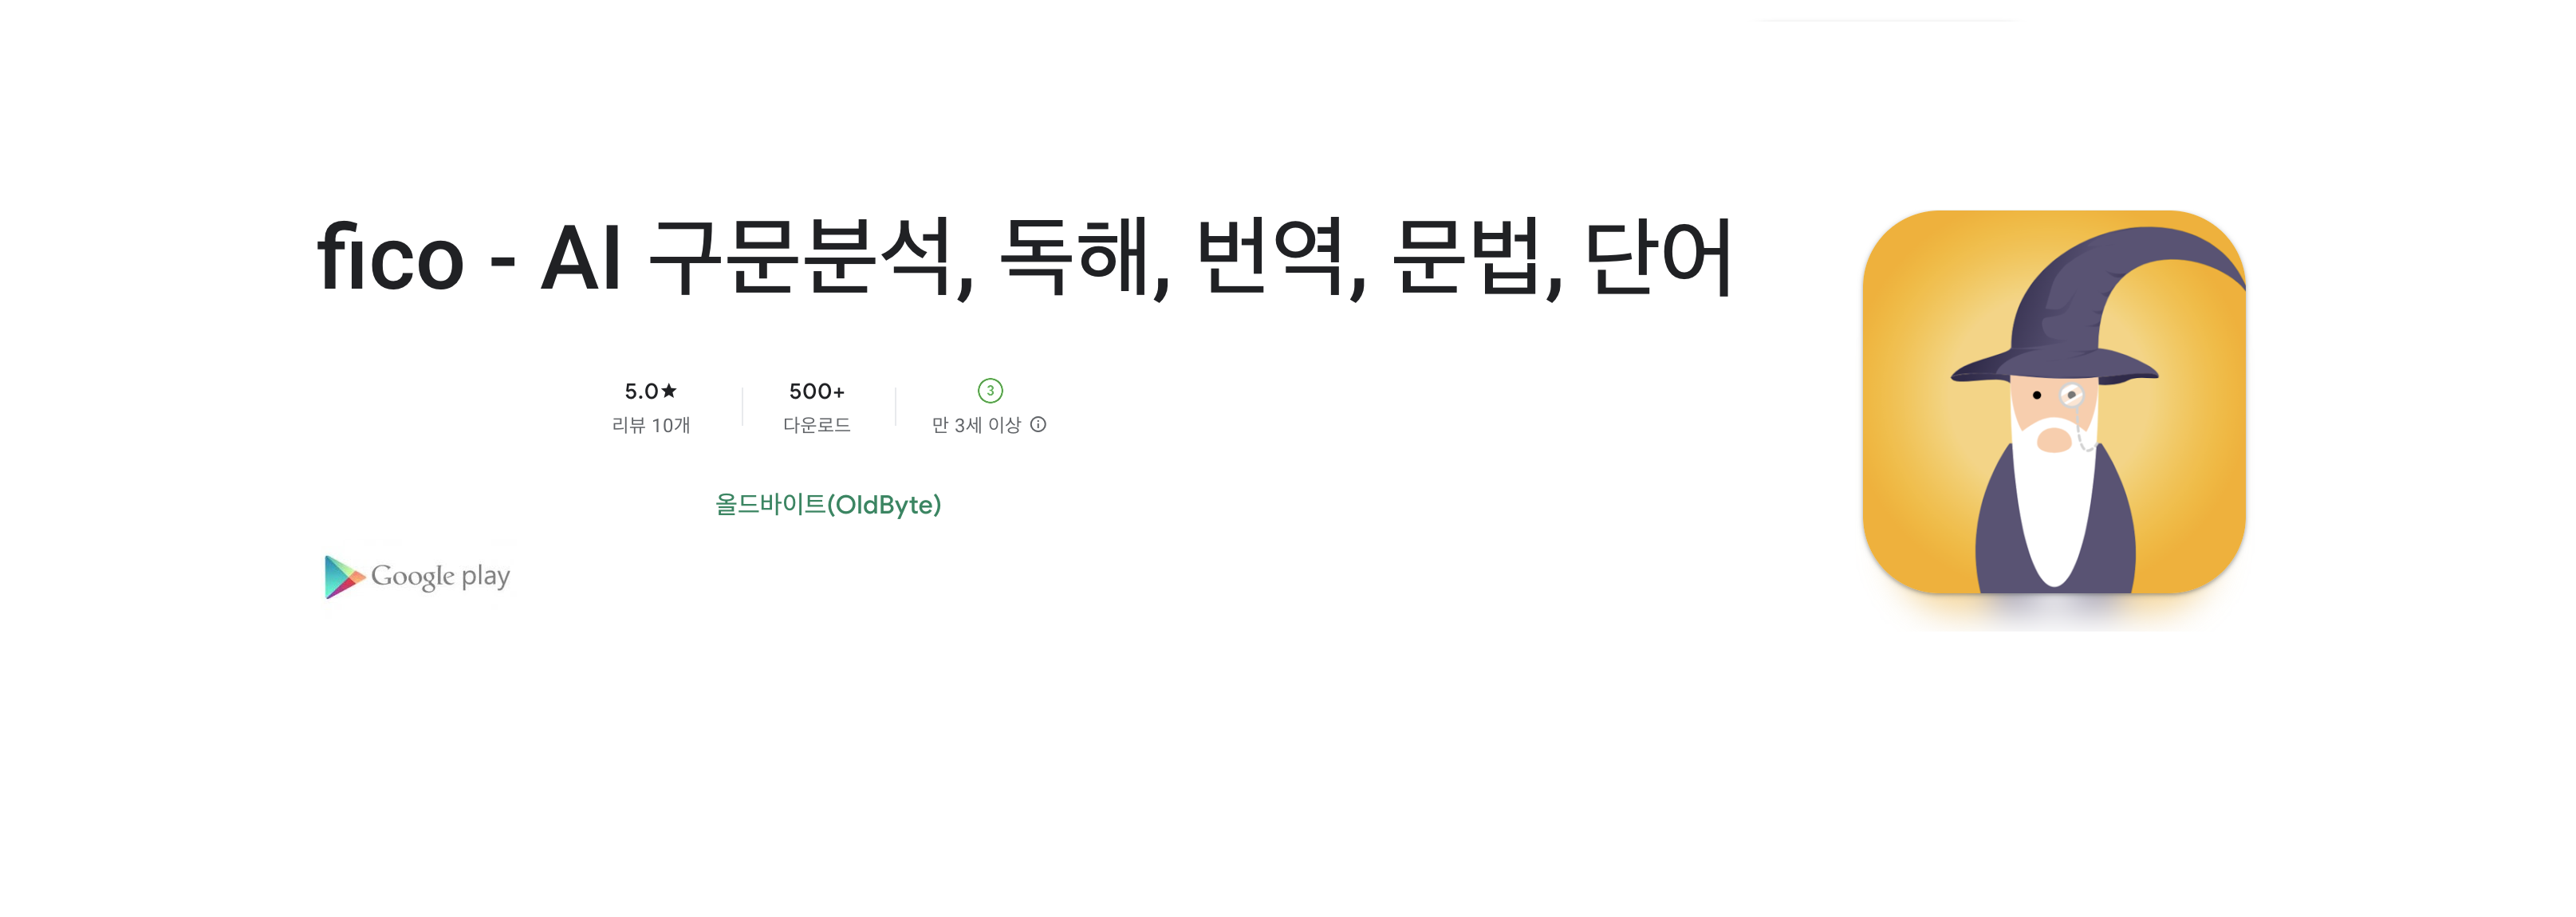 fico - AI 구문분석, 독해, 번역, 문법, 단어
5.0★ 500+ 3
리뷰 10개 다운로드 만 3세 이상
올드바이트(OldByte)
Google play